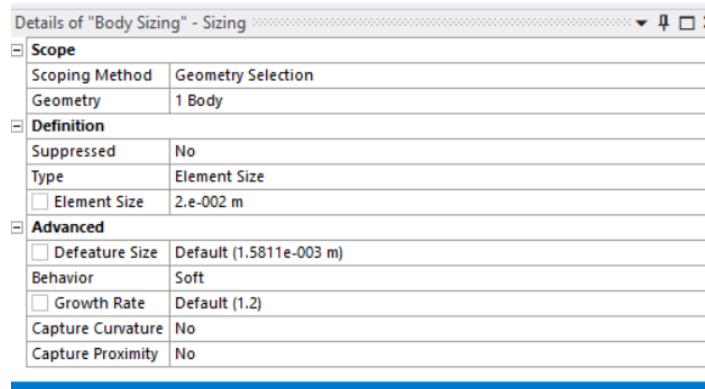 Details of "Body Sizing" - Sizing
Scope
Scoping Method Geometry Selection
Geometry 1 Body
Definition
Suppressed No
Type Element Size
Element Size 2.e-002 m
Advanced
Defeature Size Default (1.5811e-003 m)
Behavior Soft
Growth Rate Default (1.2)
Capture Curvature No
Capture Proximity No